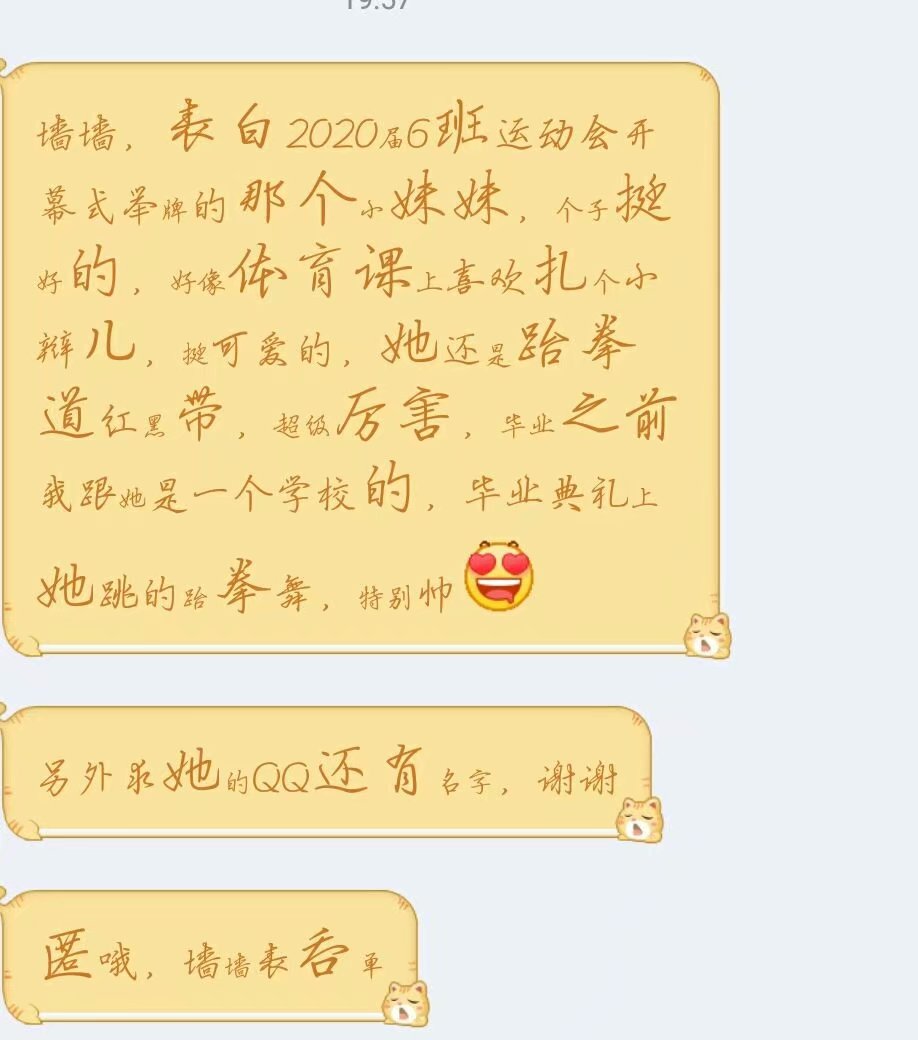 墙墙，表白2020届6班运动会开
幕式举牌的那个小妹妹，个子挺
好的，好像体育课上喜欢扎个小
辫儿，挺可爱的，她还是跆拳
道红黑带，超级厉害，毕业之前
我跟她是一个学校的，毕业典礼上
她跳的跆拳舞，特别帅
另外求她的QQ还有名字，谢谢
匿哦，墙墙表吞单